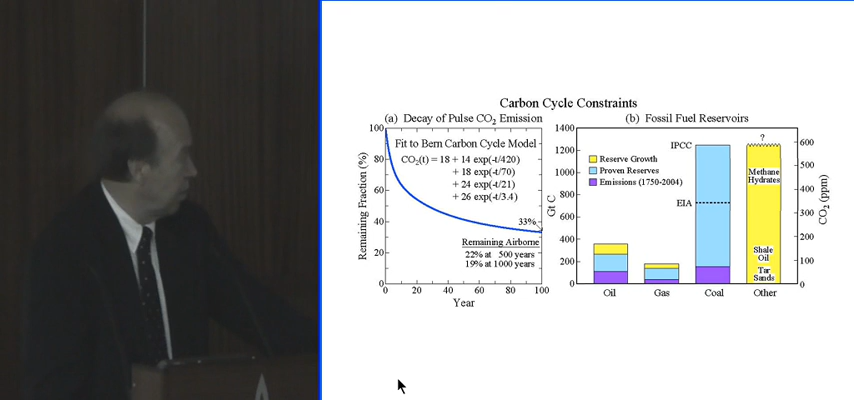 Carbon Cycle Constraints
(a) Decay of Pulse CO2 Emission
Remaining Fraction (%)
100
80
60
40
20
0
Fit to Bern Carbon Cycle Model
CO2(t) = 18 + 14 exp(-t/420)
+ 18 exp(-t/70)
+ 24 exp(-t/21)
+ 26 exp(-t/3.4)
33%
Remaining Airborne
22% at 500 years
19% at 1000 years
0 20 40 60 80 100
Year
(b) Fossil Fuel Reservoirs
Gt C
1400
1200
1000
800
600
400
200
0
Reserve Growth
Proven Reserves
Emissions (1750-2004)
IPCC
EIA
?
Methane
Hydrates
Shale
Oil
Tar
Sands
Oil Gas Coal Other
600
500
400
300
200
100
0
CO2 (ppm)